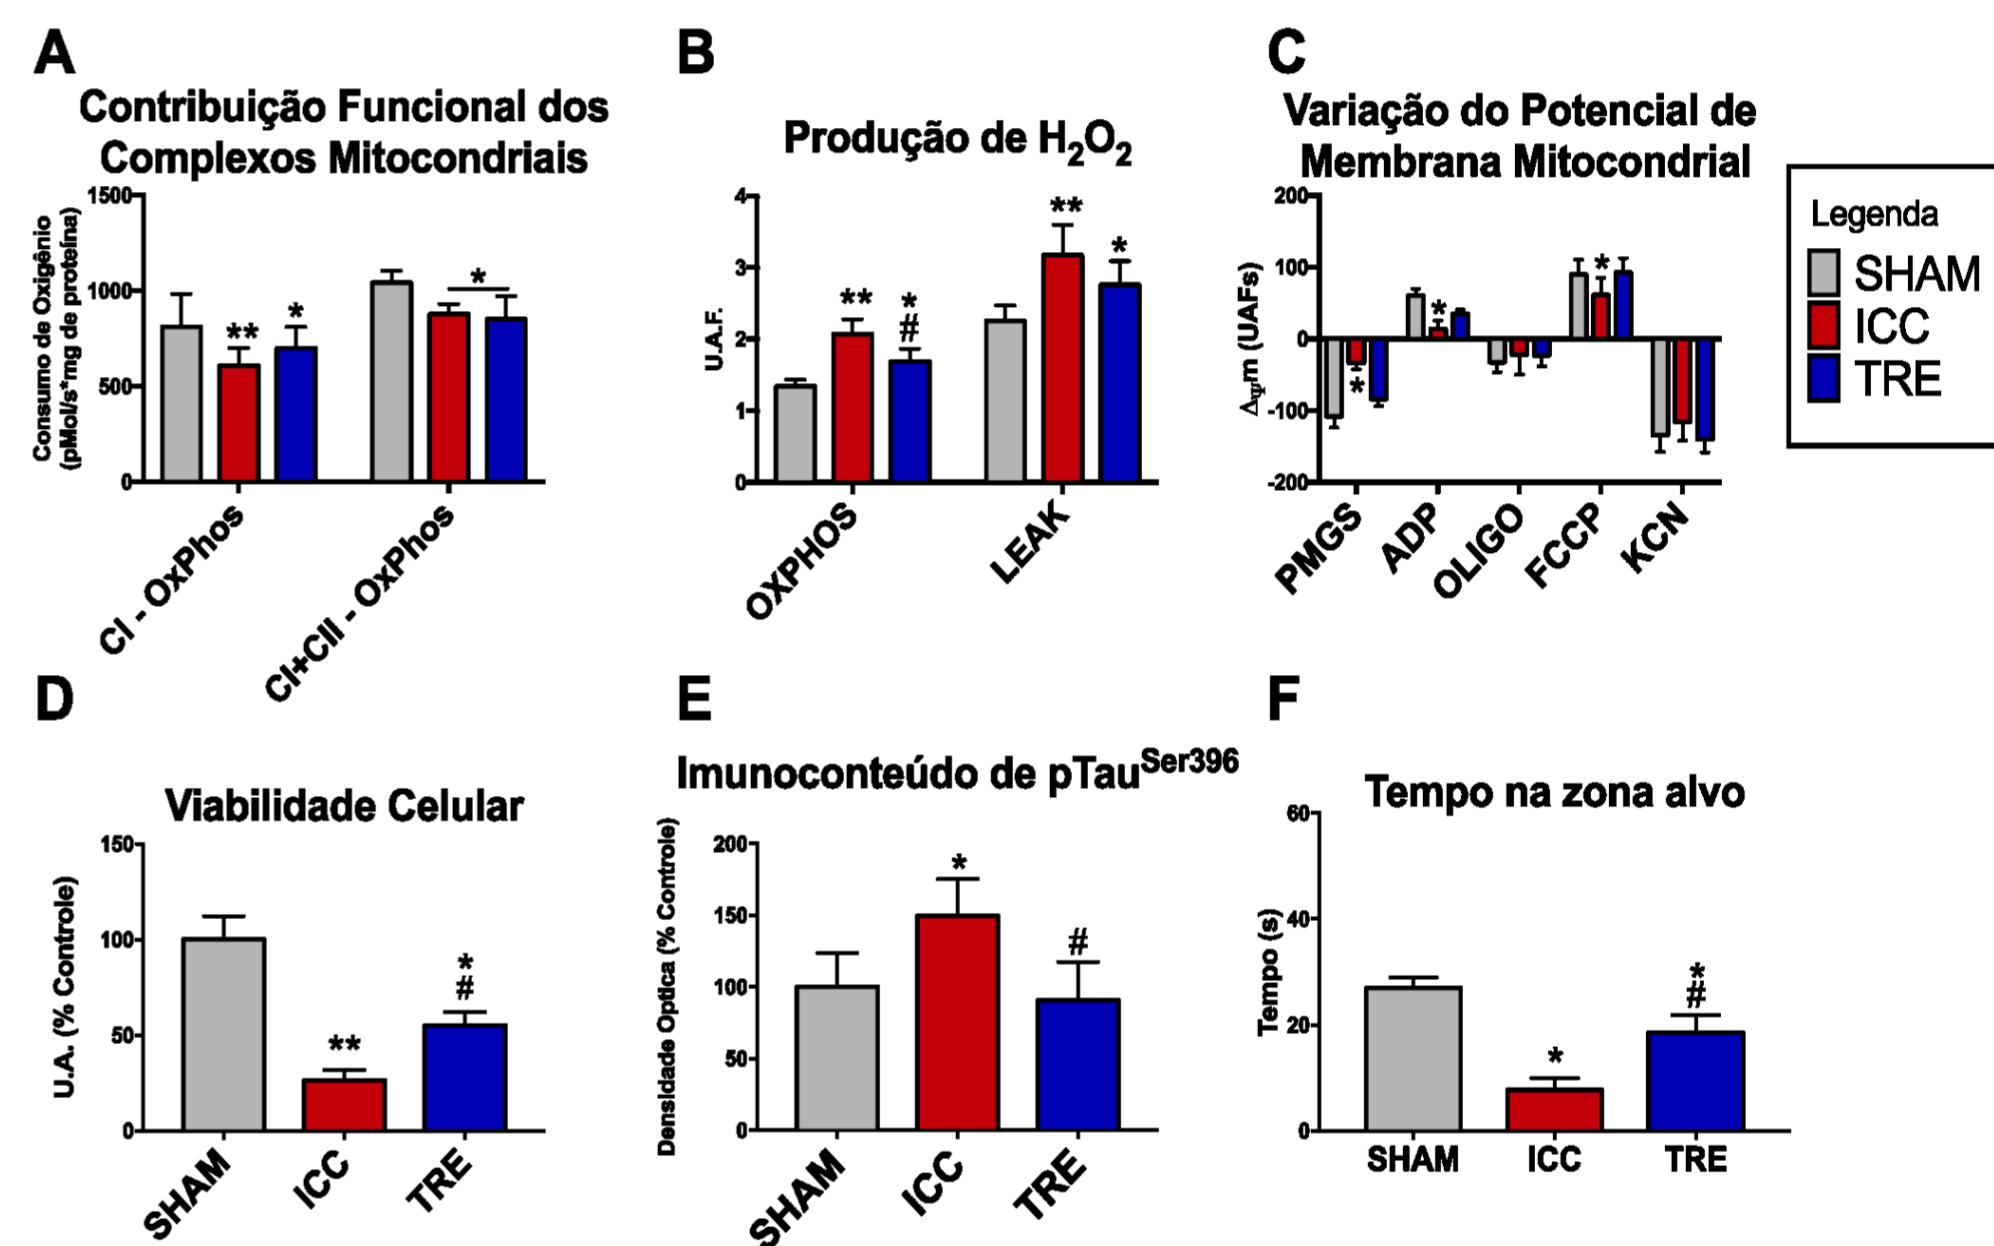 A
Contribuição Funcional dos
Complexos Mitocondriais
Consumo de Oxigênio
(pMol/s*mg de proteína)
1500
1000
500
0
**
*
*
CI - OxPhos
CI+CII - OxPhos
B
Produção de H₂O₂
U.A.F.
4
3
2
1
0
**
*
#
**
*
OXPHOS
LEAK
C
Variação do Potencial de
Membrana Mitocondrial
ΔΨm (UAFs)
200
100
0
-100
-200
*
*
*
PMGS
ADP
OLIGO
FCCP
KCN
Legenda
SHAM
ICC
TRE
D
Viabilidade Celular
U.A. (% Controle)
150
100
50
0
**
*
#
SHAM
ICC
TRE
E
Imunoconteúdo de pTauSer396
Densidade Optica (% Controle)
200
150
100
50
0
*
#
SHAM
ICC
TRE
F
Tempo na zona alvo
Tempo (s)
60
40
20
0
*
*
#
SHAM
ICC
TRE